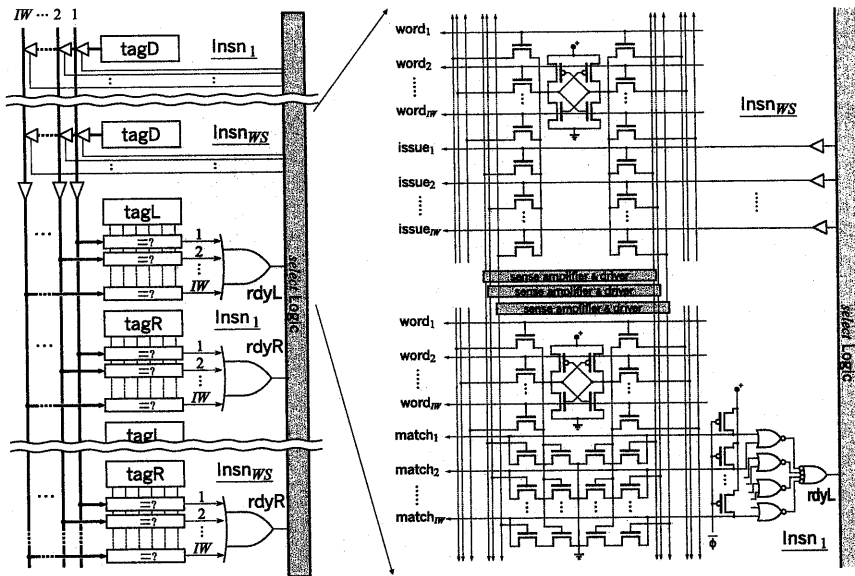 IW ··· 2 1
tagD
Insn1
tagD
InsnWS
tagL
=?
1
=?
2
=?
IW
rdyL
tagR
Insn1
=?
1
=?
2
=?
IW
rdyR
tagL
tagR
InsnWS
=?
1
=?
2
=?
IW
rdyR
select Logic
word1
word2
wordIW
InsnWS
issue1
issue2
issueIW
sense amplifier & driver
sense amplifier & driver
sense amplifier & driver
word1
word2
wordIW
match1
match2
matchIW
ϕ
rdyL
Insn1
select Logic